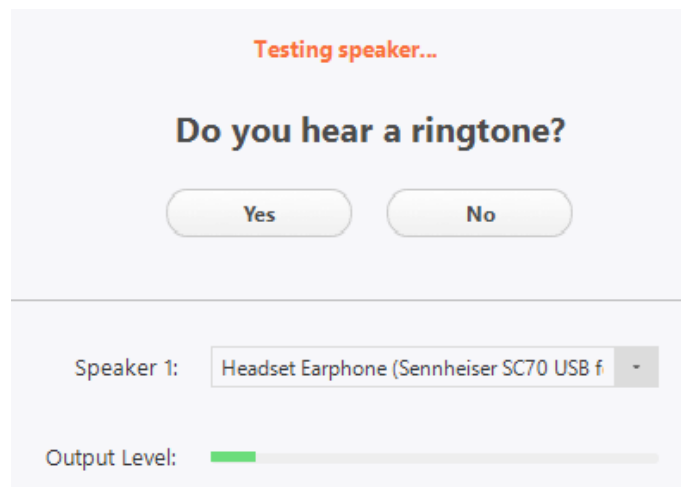 Testing speaker...
Do you hear a ringtone?
Yes No
Speaker 1: Headset Earphone (Sennheiser SC70 USB f
Output Level: